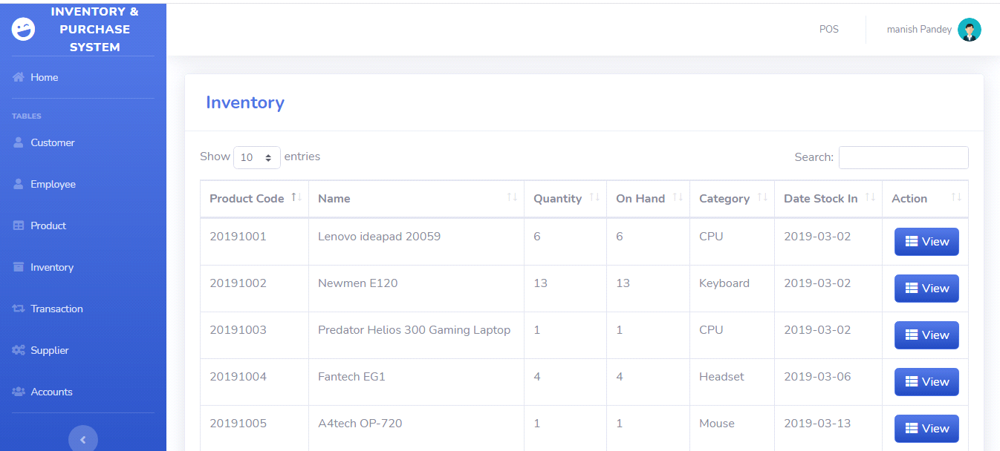 INVENTORY &
PURCHASE
SYSTEM
POS
manish Pandey
Home
TABLES
Customer
Employee
Product
Inventory
Transaction
Supplier
Accounts
Inventory
Show 10 entries
Search:
Product Code Name Quantity On Hand Category Date Stock In Action
20191001 Lenovo ideapad 20059 6 6 CPU 2019-03-02 View
20191002 Newmen E120 13 13 Keyboard 2019-03-02 View
20191003 Predator Helios 300 Gaming Laptop 1 1 CPU 2019-03-02 View
20191004 Fantech EG1 4 4 Headset 2019-03-06 View
20191005 A4tech OP-720 1 1 Mouse 2019-03-13 View